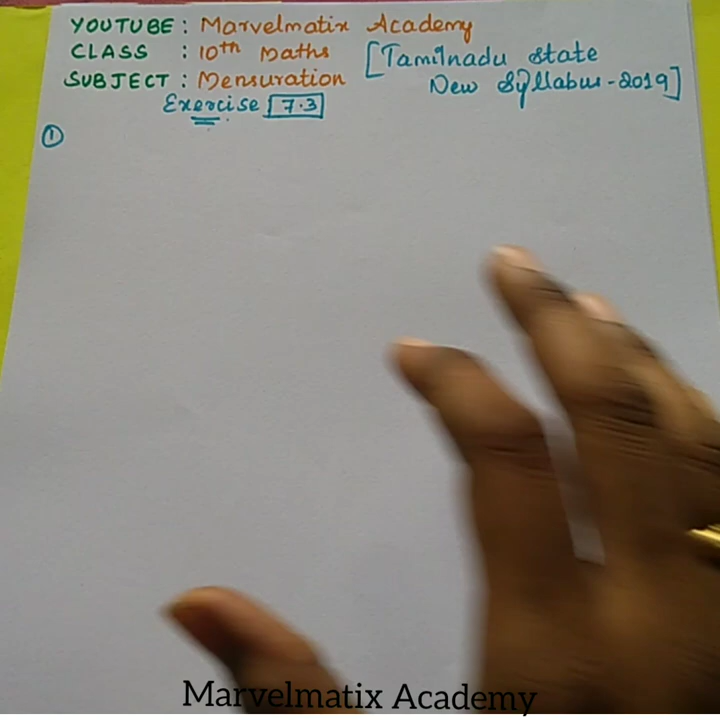 YOUTUBE : Marvelmatix Academy
CLASS : 10th Maths [Tamilnadu state
SUBJECT : Mensuration New Syllabus-2019]
Exercise 7.3
①
Marvelmatix Academy